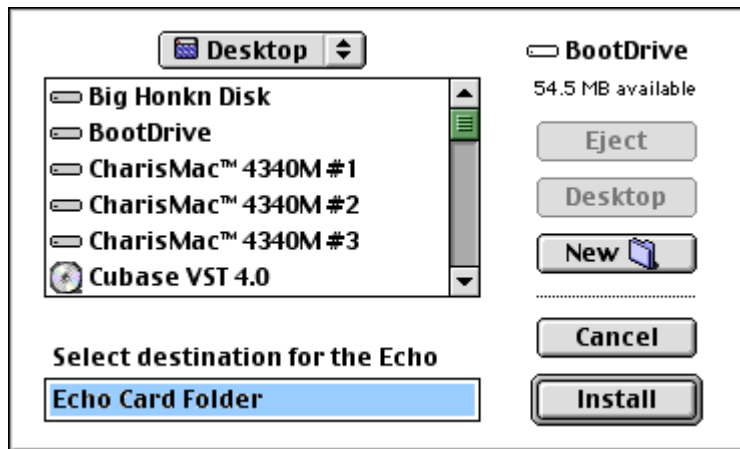 Desktop
Big Honkn Disk
BootDrive
CharisMac™ 4340M #1
CharisMac™ 4340M #2
CharisMac™ 4340M #3
Cubase VST 4.0
Select destination for the Echo
Echo Card Folder
BootDrive
54.5 MB available
Eject
Desktop
New
Cancel
Install